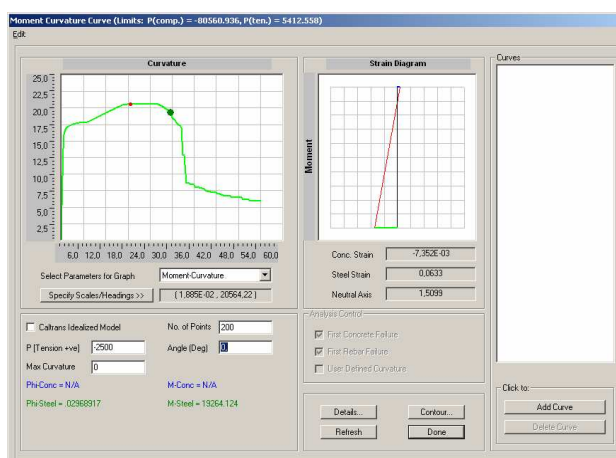 Moment Curvature Curve (Limits: P(comp.) = -80560.936, P(ten.) = 5412.558)
Edit
Curvature
25,0
22,5
20,0
17,5
15,0
12,5
10,0
7,5
5,0
2,5
6,0 12,0 18,0 24,0 30,0 36,0 42,0 48,0 54,0 60,0
Moment
Select Parameters for Graph
Moment-Curvature
Specify Scales/Headings >>
( 1,885E-02 , 20564,22 )
Strain Diagram
Conc. Strain
-7,352E-03
Steel Strain
0,0633
Neutral Axis
1,5099
Curves
Caltrans Idealized Model
No. of Points
200
P (Tension +ve)
-2500
Angle (Deg)
0,
Max Curvature
0
Phi-Conc = N/A
M-Conc = N/A
Phi-Steel = .02968917
M-Steel = 19264.124
Analysis Control
First Concrete Failure
First Rebar Failure
User Defined Curvature
Details...
Contour...
Refresh
Done
Click to:
Add Curve
Delete Curve